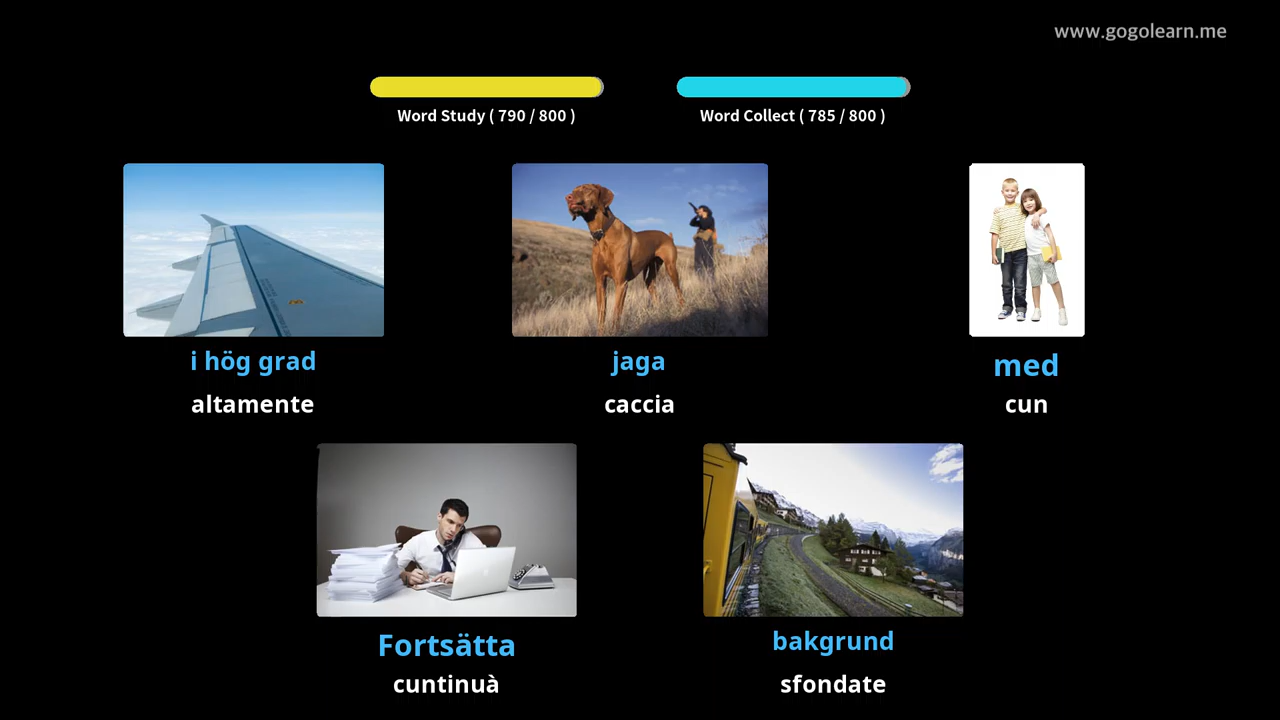 www.gogolearn.me
Word Study ( 790 / 800 )
Word Collect ( 785 / 800 )
i hög grad
altamente
jaga
caccia
med
cun
Fortsätta
cuntinuà
bakgrund
sfondate